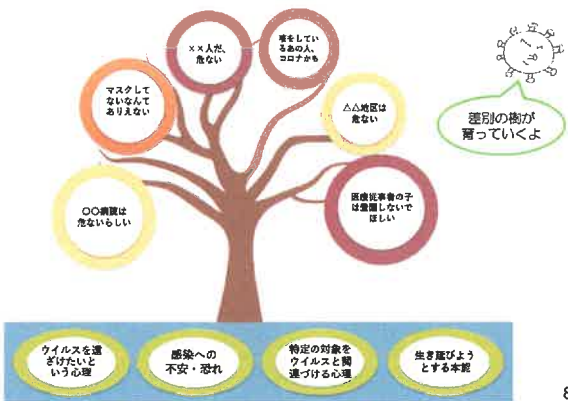 ××人だ、
危ない
咳をしてい
るあの人、
コロナかも
マスクして
ないなんて
ありえない
△△地区は
危ない
差別の樹が
育っていくよ
〇〇病院は
危ないらしい
医療従事者の子
は登園しないで
ほしい
ウイルスを遠
ざけたいと
いう心理
感染への
不安・恐れ
特定の対象を
ウイルスと関
連づける心理
生き延びよう
とする本能
8